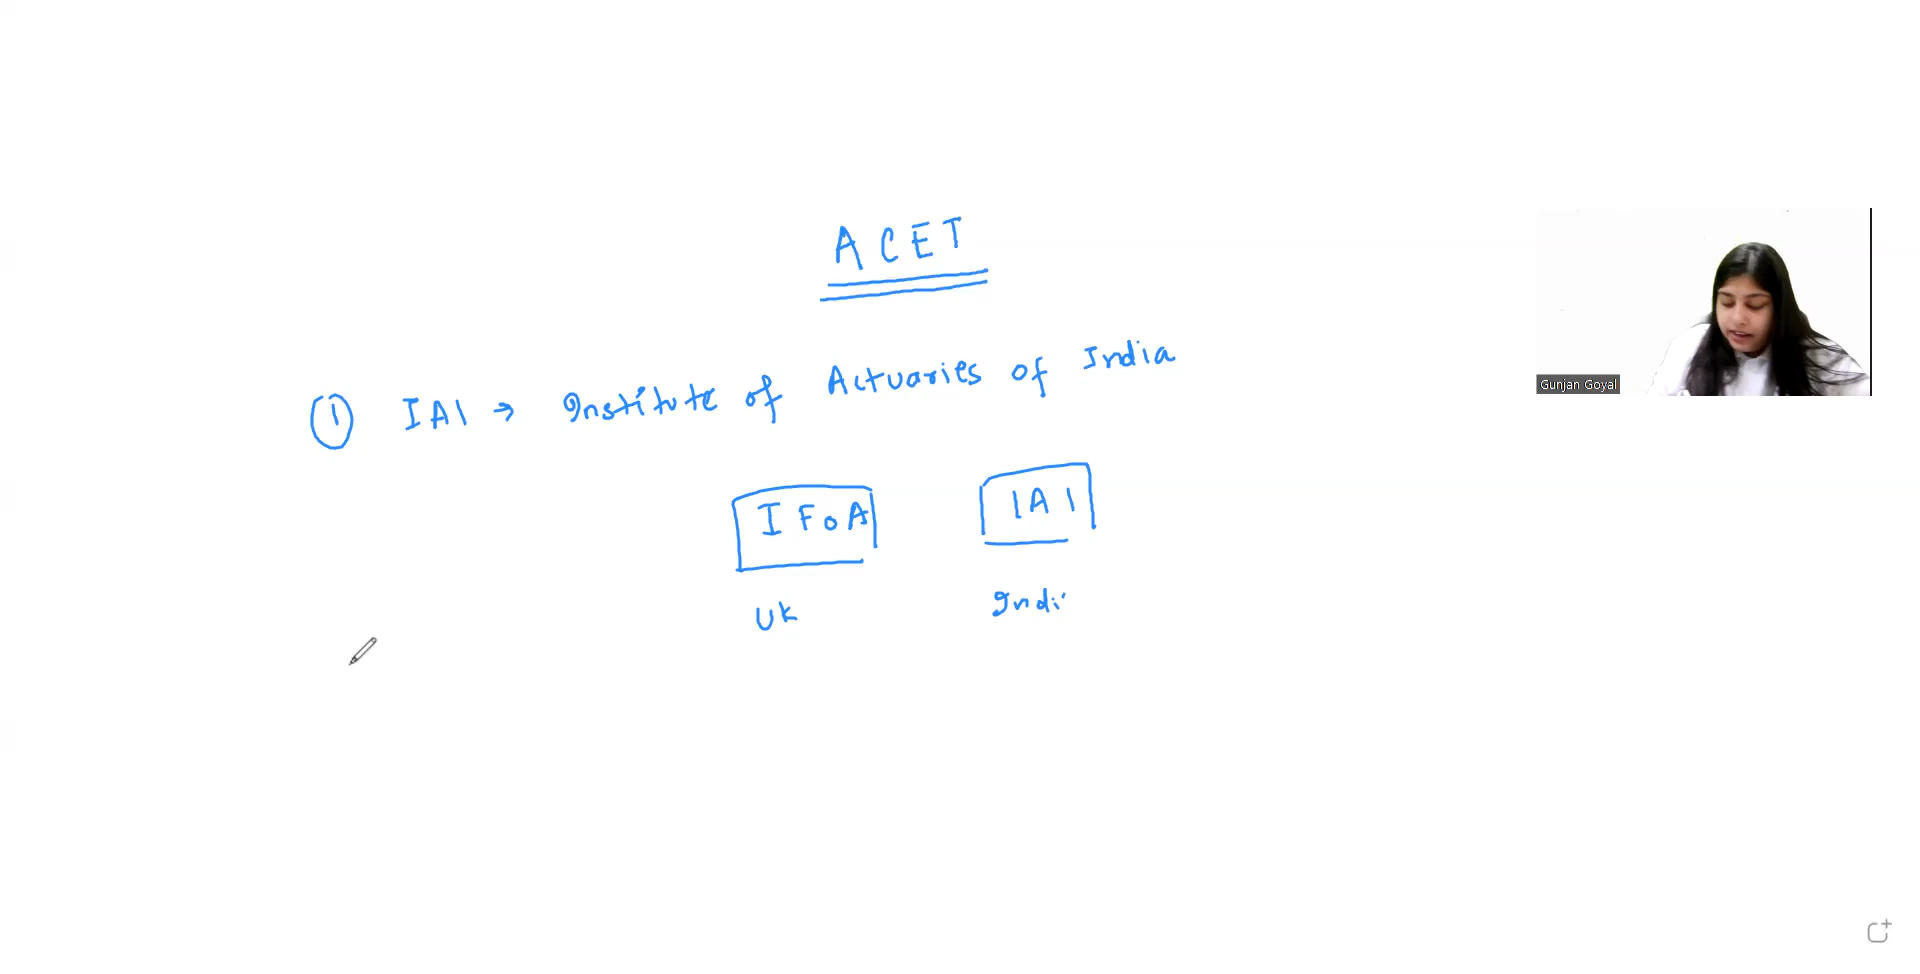 ACET
① IAI → Institute of Actuaries of India
IFoA IAI
UK Indi
Gunjan Goyal